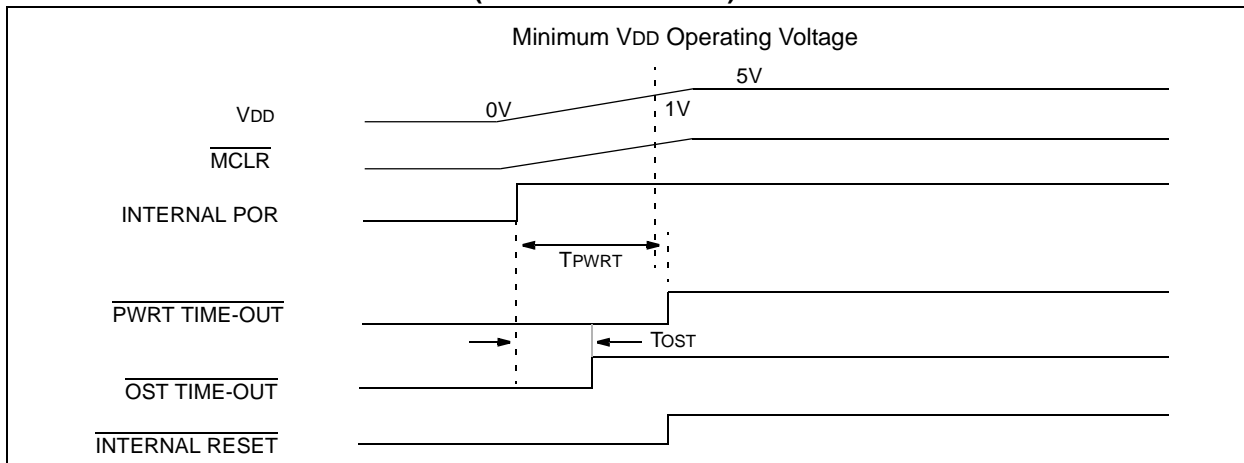 Minimum VDD Operating Voltage
5V
VDD
0V
1V
MCLR
INTERNAL POR
TPWRT
PWRT TIME-OUT
TOST
OST TIME-OUT
INTERNAL RESET